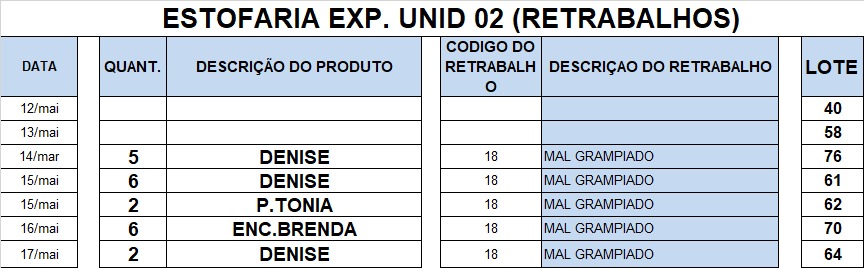 ESTOFARIA EXP. UNID 02 (RETRABALHOS)
DATA QUANT. DESCRIÇÃO DO PRODUTO CODIGO DO RETRABALHO DESCRIÇAO DO RETRABALHO LOTE
12/mai 40
13/mai 58
14/mar 5 DENISE 18 MAL GRAMPIADO 76
15/mai 6 DENISE 18 MAL GRAMPIADO 61
15/mai 2 P.TONIA 18 MAL GRAMPIADO 62
16/mai 6 ENC.BRENDA 18 MAL GRAMPIADO 70
17/mai 2 DENISE 18 MAL GRAMPIADO 64